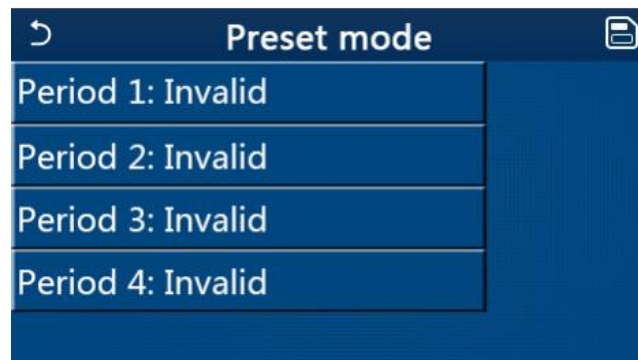 Preset mode
Period 1: Invalid
Period 2: Invalid
Period 3: Invalid
Period 4: Invalid